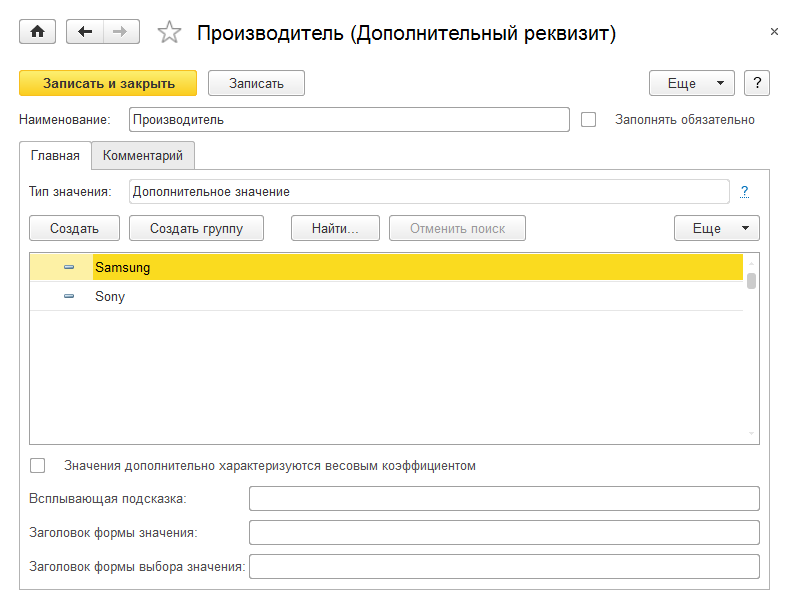 Производитель (Дополнительный реквизит)
Записать и закрыть Записать Еще ?
Наименование: Производитель Заполнять обязательно
Главная Комментарий
Тип значения: Дополнительное значение ?
Создать Создать группу Найти... Отменить поиск Еще
Samsung
Sony
Значения дополнительно характеризуются весовым коэффициентом
Всплывающая подсказка:
Заголовок формы значения:
Заголовок формы выбора значения: